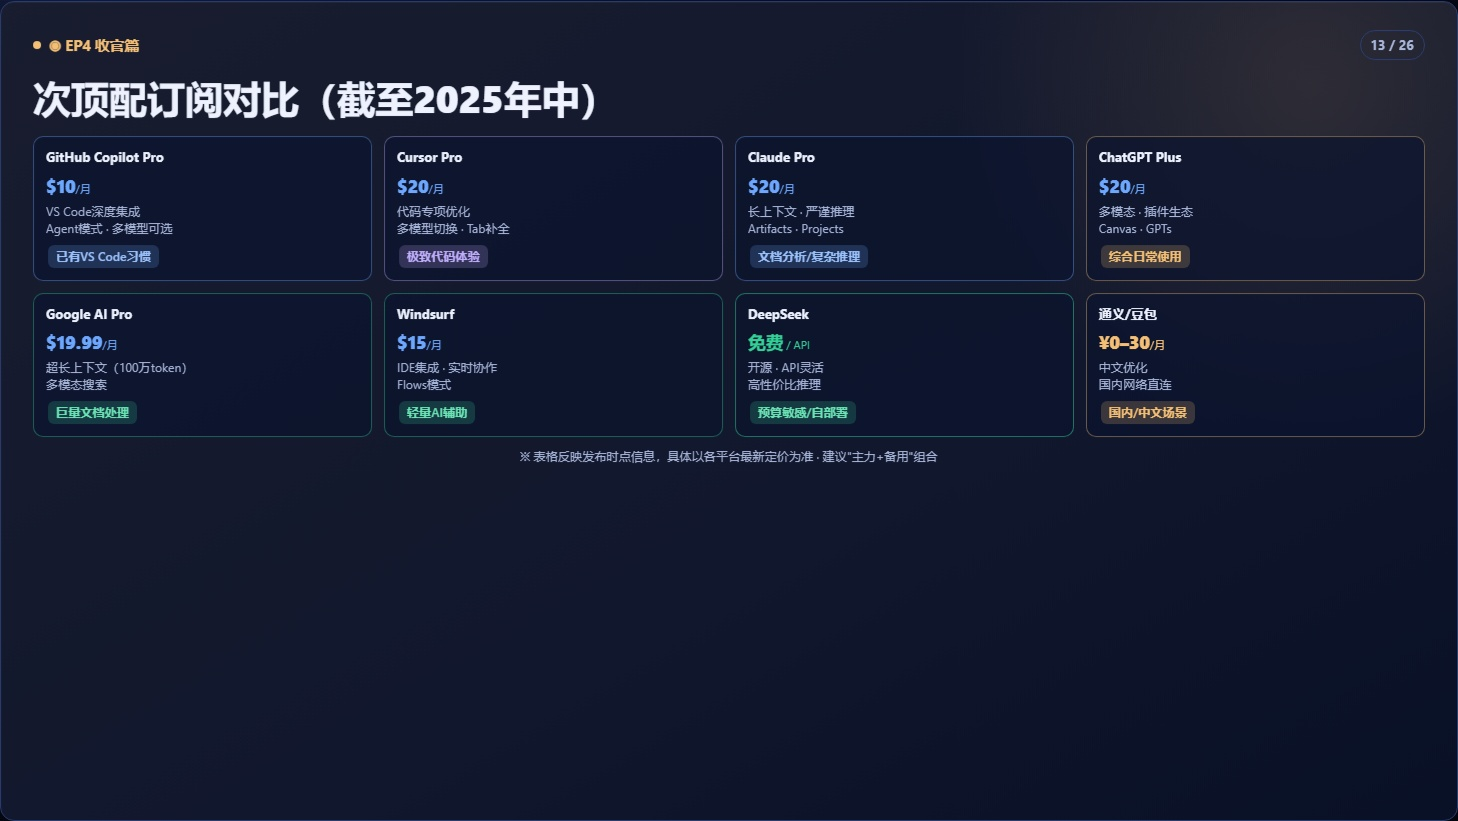 EP4 收官篇
13 / 26
次顶配订阅对比（截至2025年中）
GitHub Copilot Pro
$10/月
VS Code深度集成
Agent模式 · 多模型可选
已有VS Code习惯
Cursor Pro
$20/月
代码专项优化
多模型切换 · Tab补全
极致代码体验
Claude Pro
$20/月
长上下文 · 严谨推理
Artifacts · Projects
文档分析/复杂推理
ChatGPT Plus
$20/月
多模态 · 插件生态
Canvas · GPTs
综合日常使用
Google AI Pro
$19.99/月
超长上下文（100万token）
多模态搜索
巨量文档处理
Windsurf
$15/月
IDE集成 · 实时协作
Flows模式
轻量AI辅助
DeepSeek
免费 / API
开源 · API灵活
高性价比推理
预算敏感/自部署
通义/豆包
¥0–30/月
中文优化
国内网络直连
国内/中文场景
※ 表格反映发布时点信息，具体以各平台最新定价为准 · 建议"主力+备用"组合